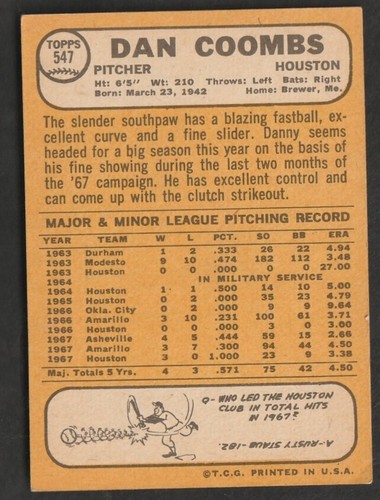 TOPPS
547
DAN COOMBS
PITCHER HOUSTON
Ht: 6'5" Wt: 210 Throws: Left Bats: Right
Born: March 23, 1942 Home: Brewer, Me.
The slender southpaw has a blazing fastball, ex-
cellent curve and a fine slider. Danny seems
headed for a big season this year on the basis of
his fine showing during the last two months of
the '67 campaign. He has excellent control and
can come up with the clutch strikeout.
MAJOR & MINOR LEAGUE PITCHING RECORD
YEAR TEAM W L PCT. SO BB ERA
1963 Durham 1 2 .333 26 22 4.94
1963 Modesto 9 10 .474 182 112 3.48
1963 Houston 0 0 .000 0 0 27.00
1964 IN MILITARY SERVICE
1964 Houston 1 1 .500 14 10 5.00
1965 Houston 0 2 .000 35 23 4.79
1966 Okla. City 0 2 .000 9 9 9.64
1966 Amarillo 3 10 .231 100 61 3.71
1966 Houston 0 0 .000 3 0 3.00
1967 Asheville 4 5 .444 59 15 2.66
1967 Amarillo 3 7 .300 94 44 4.50
1967 Houston 3 0 1.000 23 9 3.38
Maj. Totals 5 Yrs. 4 3 .571 75 42 4.50
Q-WHO LED THE HOUSTON
CLUB IN TOTAL HITS
IN 1967?
A-RUSTY STAUB-182.
©T.C.G. PRINTED IN U.S.A.